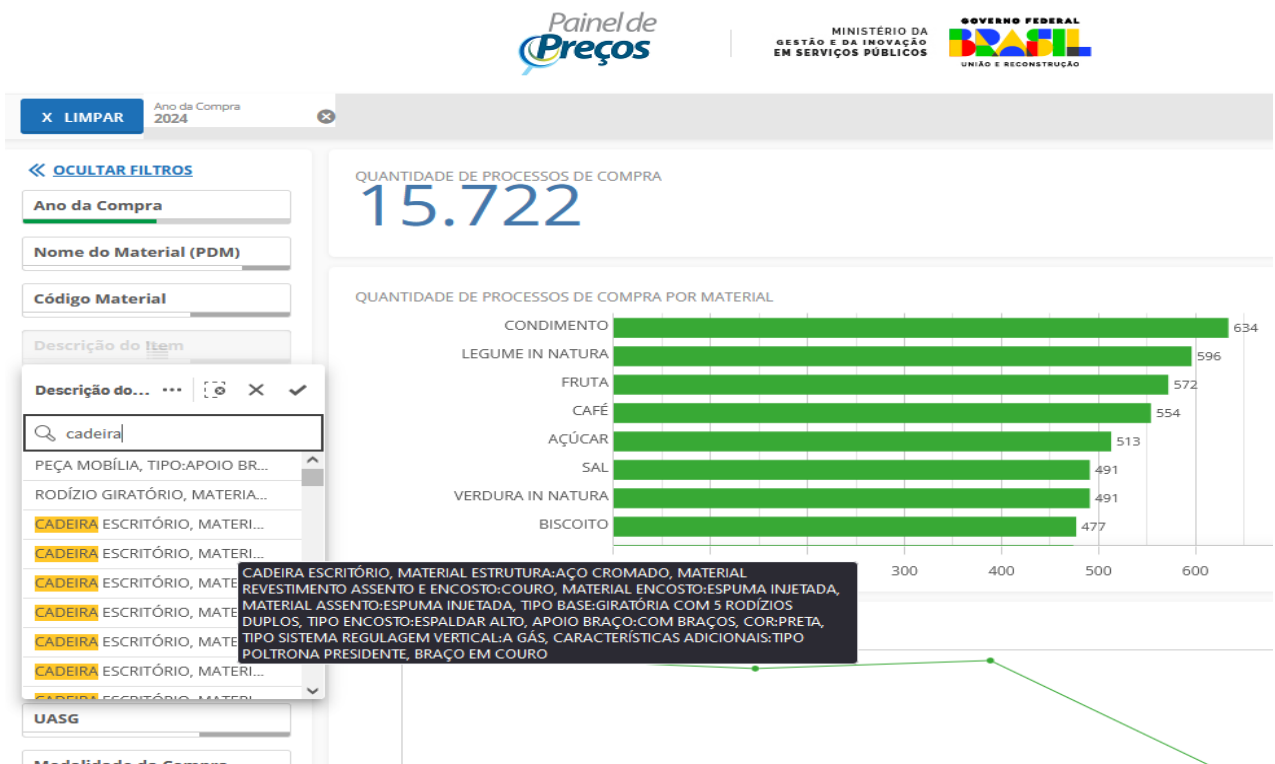 Painel de
Preços
MINISTÉRIO DA
GESTÃO E DA INOVAÇÃO
EM SERVIÇOS PÚBLICOS
GOVERNO FEDERAL
BRASIL
UNIÃO E RECONSTRUÇÃO
X LIMPAR
Ano da Compra
2024
OCULTAR FILTROS
Ano da Compra
Nome do Material (PDM)
Código Material
Descrição do Item
Descrição do... ...
cadeira
PEÇA MOBÍLIA, TIPO:APOIO BR...
RODÍZIO GIRATÓRIO, MATERIA...
CADEIRA ESCRITÓRIO, MATERI...
CADEIRA ESCRITÓRIO, MATERI...
CADEIRA ESCRITÓRIO, MATE
CADEIRA ESCRITÓRIO, MATE
CADEIRA ESCRITÓRIO, MATE
CADEIRA ESCRITÓRIO, MATERI...
CADEIRA ESCRITÓRIO, MATERI...
UASG
Modalidade da Compra
QUANTIDADE DE PROCESSOS DE COMPRA
15.722
QUANTIDADE DE PROCESSOS DE COMPRA POR MATERIAL
CONDIMENTO 634
LEGUME IN NATURA 596
FRUTA 572
CAFÉ 554
AÇÚCAR 513
SAL 491
VERDURA IN NATURA 491
BISCOITO 477
300 400 500 600
CADEIRA ESCRITÓRIO, MATERIAL ESTRUTURA:AÇO CROMADO, MATERIAL
REVESTIMENTO ASSENTO E ENCOSTO:COURO, MATERIAL ENCOSTO:ESPUMA INJETADA,
MATERIAL ASSENTO:ESPUMA INJETADA, TIPO BASE:GIRATÓRIA COM 5 RODÍZIOS
DUPLOS, TIPO ENCOSTO:ESPALDAR ALTO, APOIO BRAÇO:COM BRAÇOS, COR:PRETA,
TIPO SISTEMA REGULAGEM VERTICAL:A GÁS, CARACTERÍSTICAS ADICIONAIS:TIPO
POLTRONA PRESIDENTE, BRAÇO EM COURO